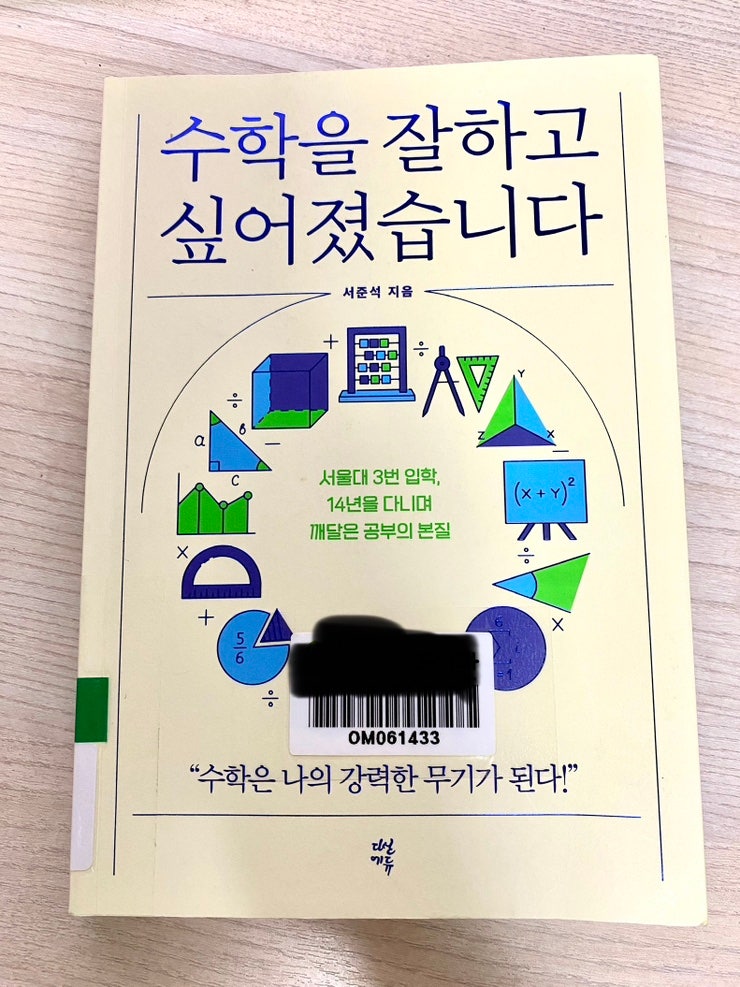 수학을 잘하고
싶어졌습니다
서준석 지음
+
÷
÷
Y
Z
X
—
a
B
—
C
서울대 3번 입학,
14년을 다니며
깨달은 공부의 본질
(X + Y)²
X
÷
+
X
5/6
6
i
=1
÷
OM061433
“수학은 나의 강력한 무기가 된다!”
다산
에듀